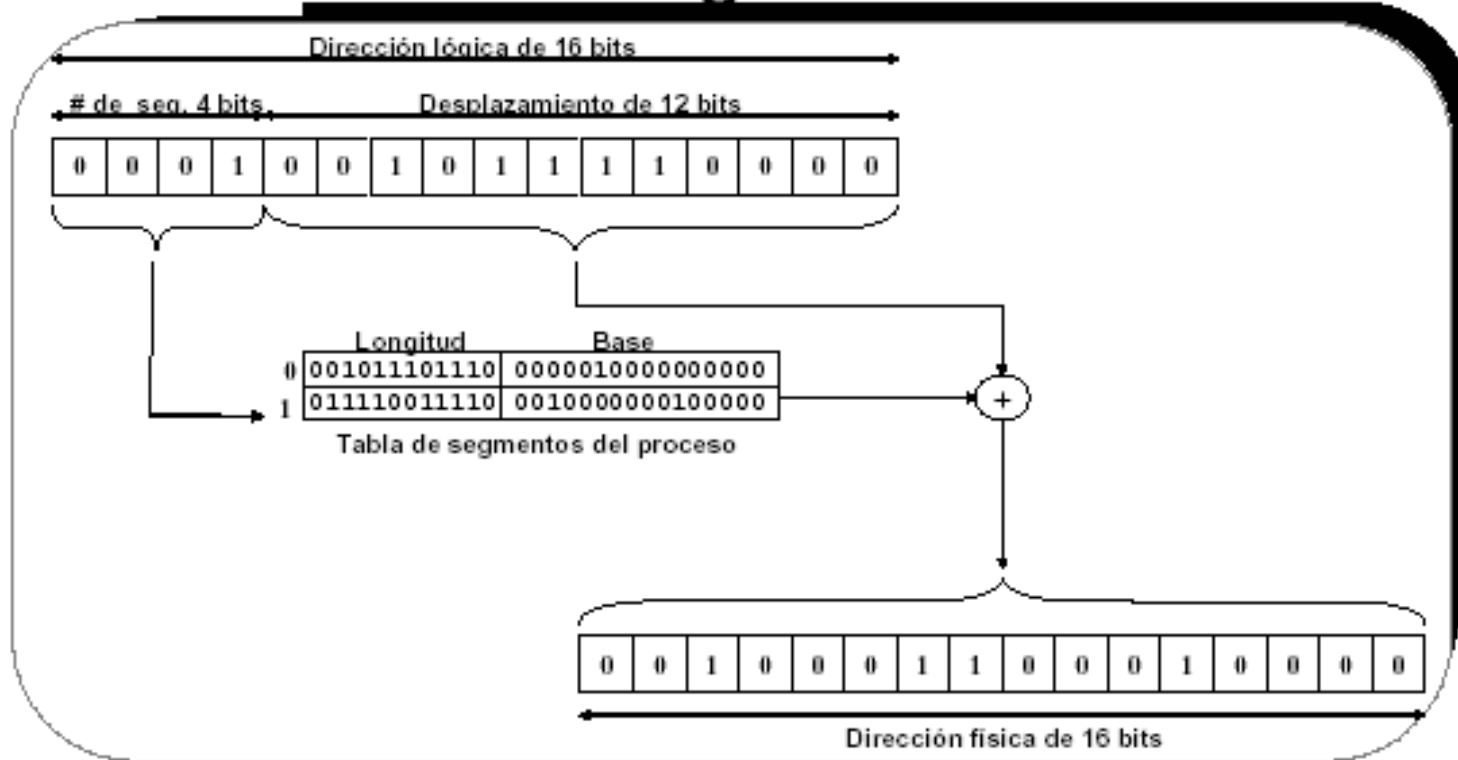 Dirección lógica de 16 bits
# de seg. 4 bits
Desplazamiento de 12 bits
0 0 0 1 0 0 1 0 1 1 1 1 0 0 0 0
Longitud Base
0 001011101110 0000010000000000
1 011110011110 0010000000100000
+
Tabla de segmentos del proceso
0 0 1 0 0 0 1 1 0 0 0 1 0 0 0 0
Dirección física de 16 bits